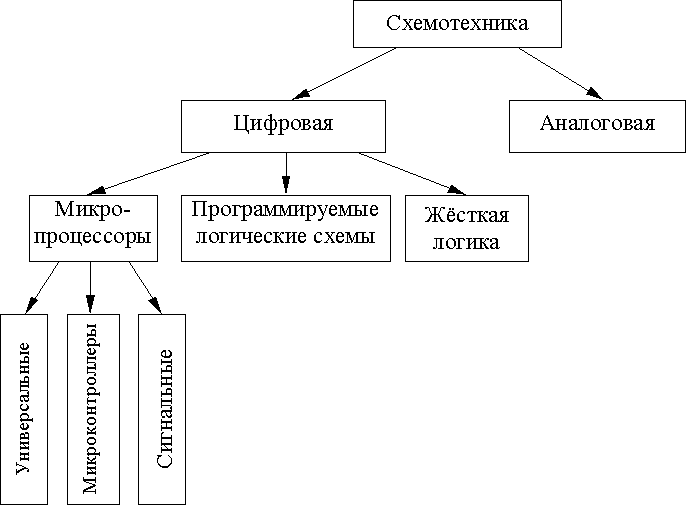 Схемотехника
Цифровая
Аналоговая
Микро-
процессоры
Программируемые
логические схемы
Жёсткая
логика
Универсальные
Микроконтроллеры
Сигнальные